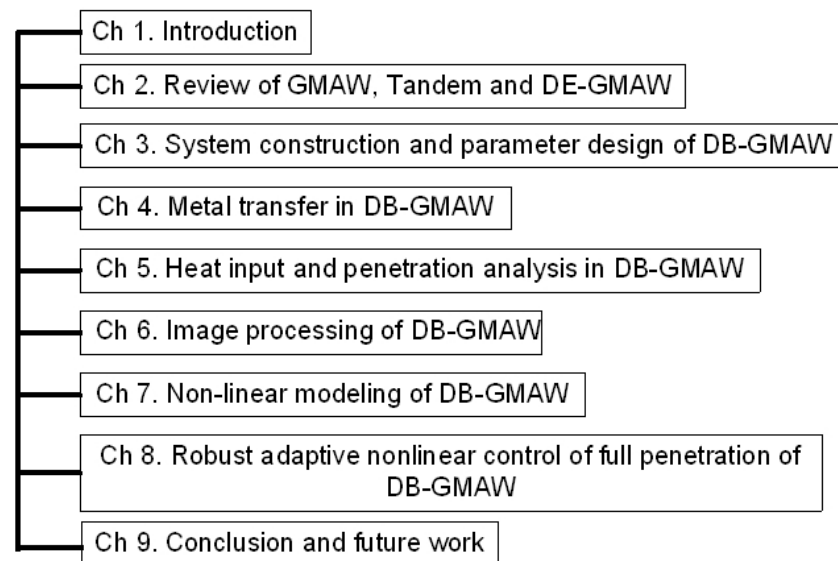 Ch 1. Introduction
Ch 2. Review of GMAW, Tandem and DE-GMAW
Ch 3. System construction and parameter design of DB-GMAW
Ch 4. Metal transfer in DB-GMAW
Ch 5. Heat input and penetration analysis in DB-GMAW
Ch 6. Image processing of DB-GMAW
Ch 7. Non-linear modeling of DB-GMAW
Ch 8. Robust adaptive nonlinear control of full penetration of
DB-GMAW
Ch 9. Conclusion and future work